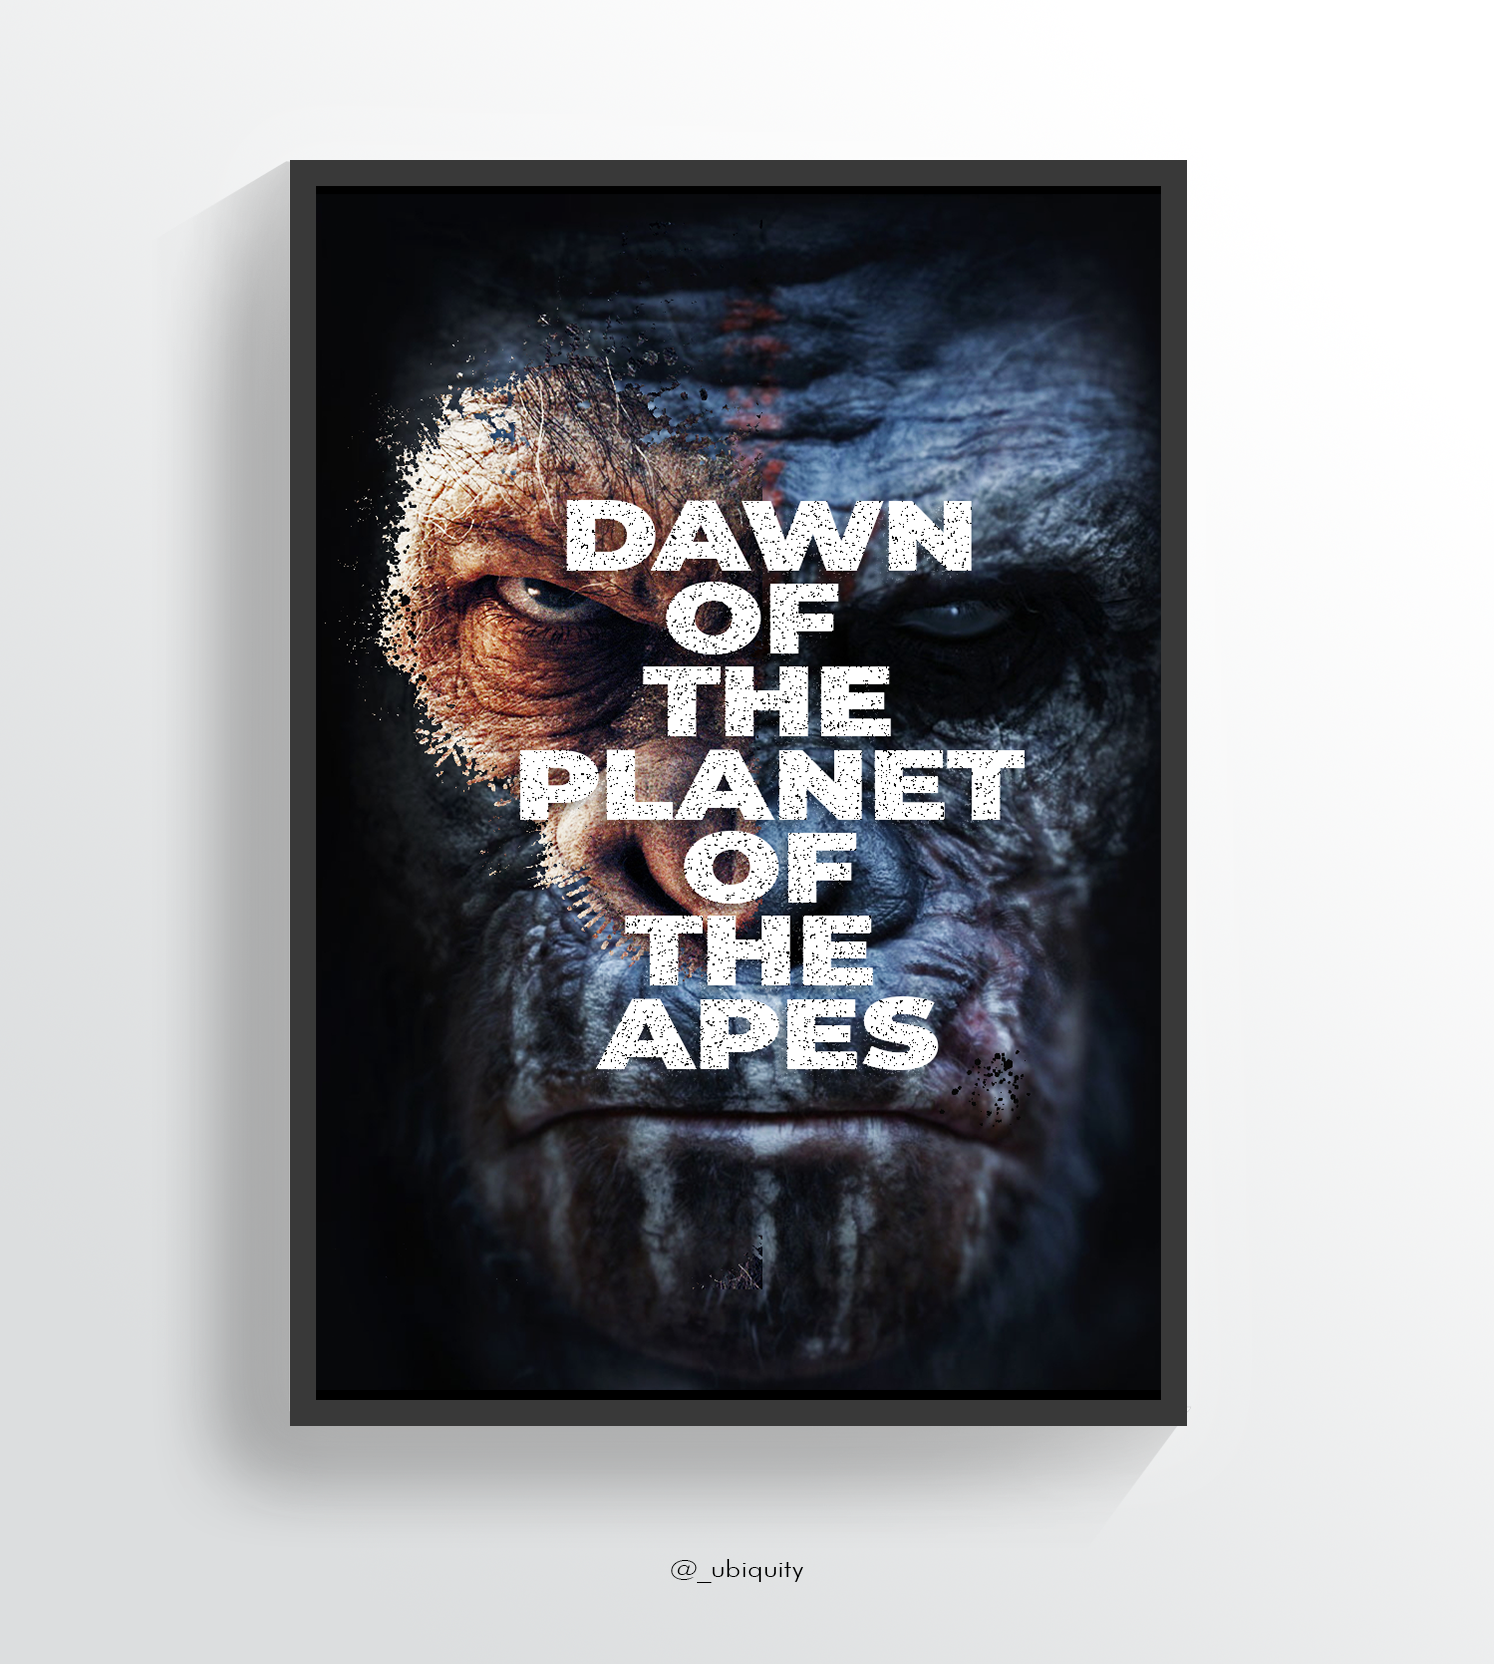 DAWN
OF
THE
PLANET
OF
THE
APES
@_ubiquity